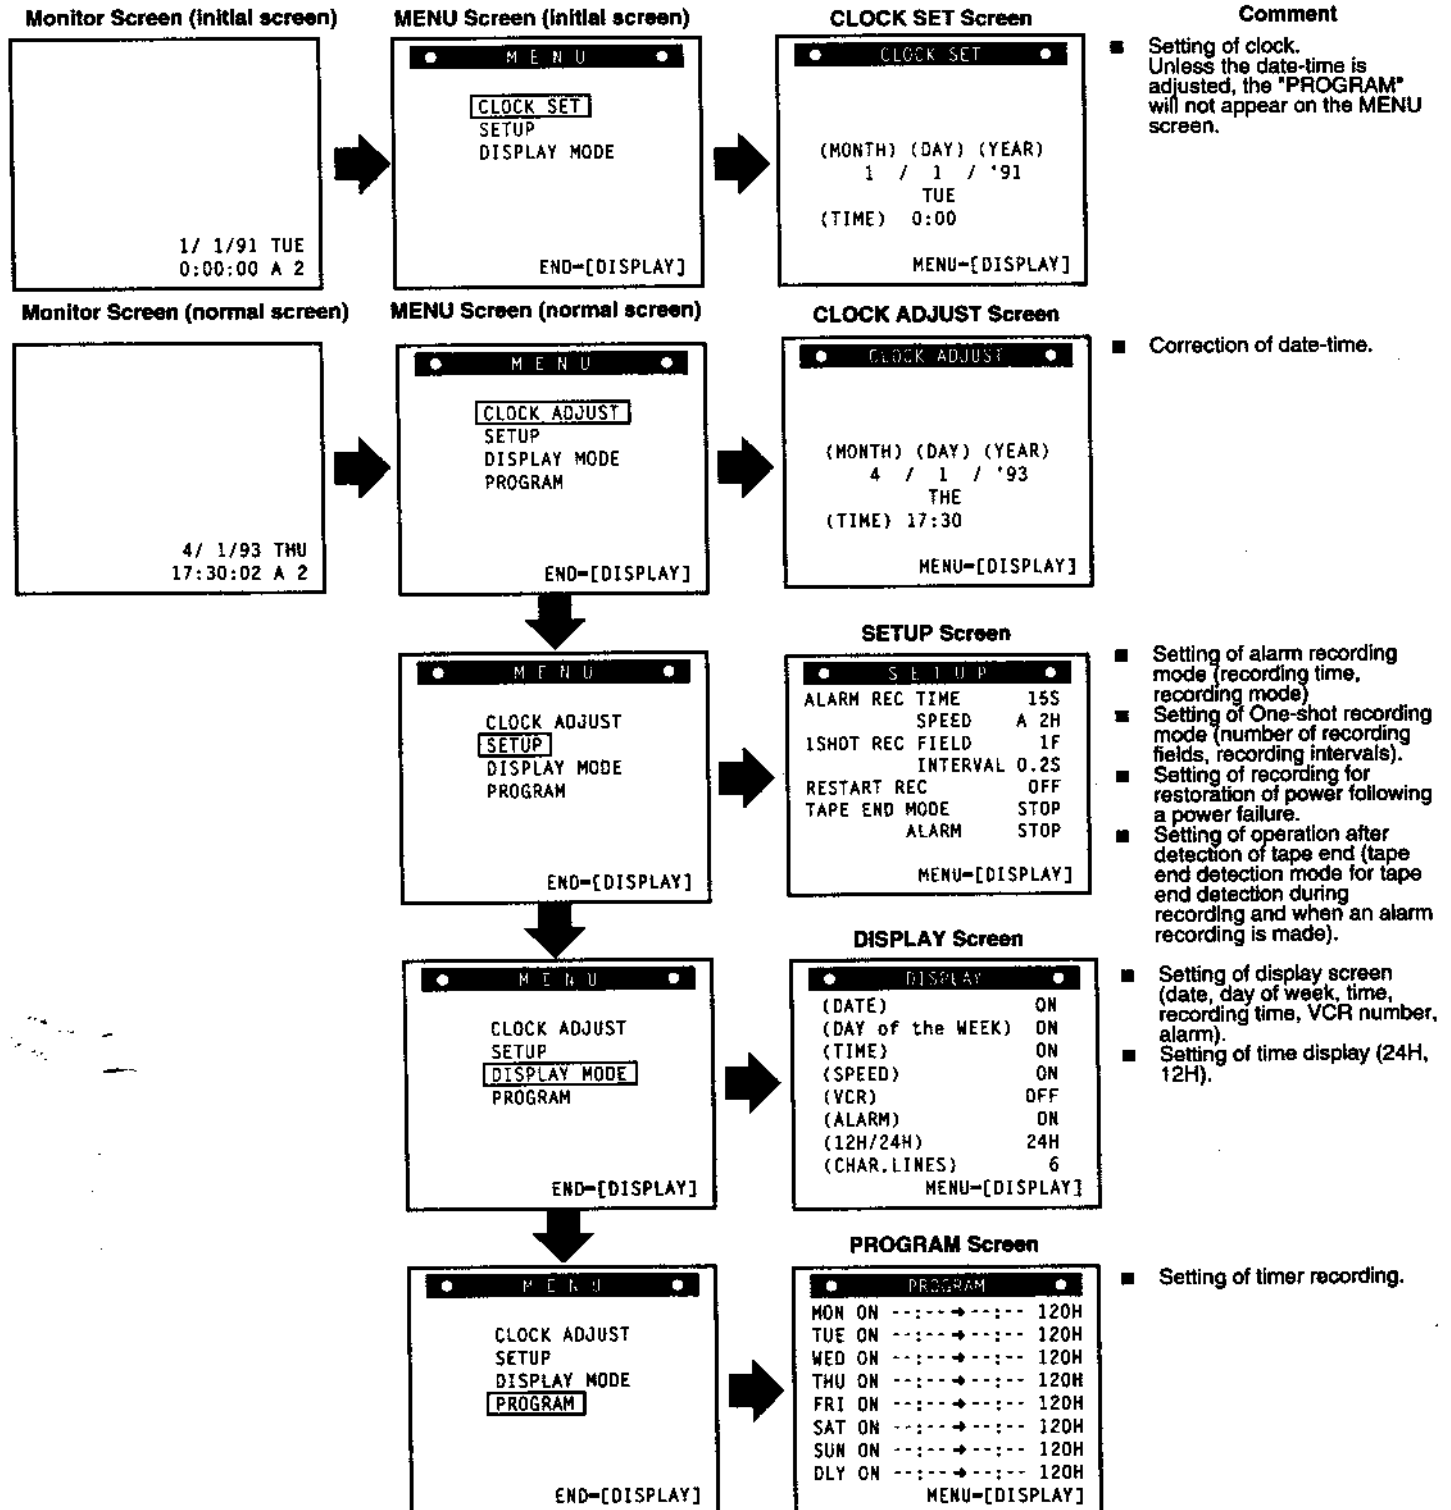 Monitor Screen (initial screen)
MENU Screen (initial screen)
CLOCK SET Screen
Comment
1/ 1/91 TUE
0:00:00 A 2
M E N U
CLOCK SET
SETUP
DISPLAY MODE
END=[DISPLAY]
CLOCK SET
(MONTH) (DAY) (YEAR)
1 / 1 / '91
TUE
(TIME) 0:00
MENU=[DISPLAY]
■ Setting of clock.
Unless the date-time is
adjusted, the "PROGRAM"
will not appear on the MENU
screen.
Monitor Screen (normal screen)
MENU Screen (normal screen)
CLOCK ADJUST Screen
4/ 1/93 THU
17:30:02 A 2
M E N U
CLOCK ADJUST
SETUP
DISPLAY MODE
PROGRAM
END=[DISPLAY]
CLOCK ADJUST
(MONTH) (DAY) (YEAR)
4 / 1 / '93
THE
(TIME) 17:30
MENU=[DISPLAY]
■ Correction of date-time.
SETUP Screen
M E N U
CLOCK ADJUST
SETUP
DISPLAY MODE
PROGRAM
END=[DISPLAY]
S E T U P
ALARM REC TIME 15S
SPEED A 2H
1SHOT REC FIELD 1F
INTERVAL 0.2S
RESTART REC OFF
TAPE END MODE STOP
ALARM STOP
MENU=[DISPLAY]
■ Setting of alarm recording
mode (recording time,
recording mode)
■ Setting of One-shot recording
mode (number of recording
fields, recording intervals).
■ Setting of recording for
restoration of power following
a power failure.
■ Setting of operation after
detection of tape end (tape
end detection mode for tape
end detection during
recording and when an alarm
recording is made).
DISPLAY Screen
M E N U
CLOCK ADJUST
SETUP
DISPLAY MODE
PROGRAM
END=[DISPLAY]
DISPLAY
(DATE) ON
(DAY of the WEEK) ON
(TIME) ON
(SPEED) ON
(VCR) OFF
(ALARM) ON
(12H/24H) 24H
(CHAR.LINES) 6
MENU=[DISPLAY]
■ Setting of display screen
(date, day of week, time,
recording time, VCR number,
alarm).
■ Setting of time display (24H,
12H).
PROGRAM Screen
M E N U
CLOCK ADJUST
SETUP
DISPLAY MODE
PROGRAM
END=[DISPLAY]
PROGRAM
MON ON --:--➔--:-- 120H
TUE ON --:--➔--:-- 120H
WED ON --:--➔--:-- 120H
THU ON --:--➔--:-- 120H
FRI ON --:--➔--:-- 120H
SAT ON --:--➔--:-- 120H
SUN ON --:--➔--:-- 120H
DLY ON --:--➔--:-- 120H
MENU=[DISPLAY]
■ Setting of timer recording.